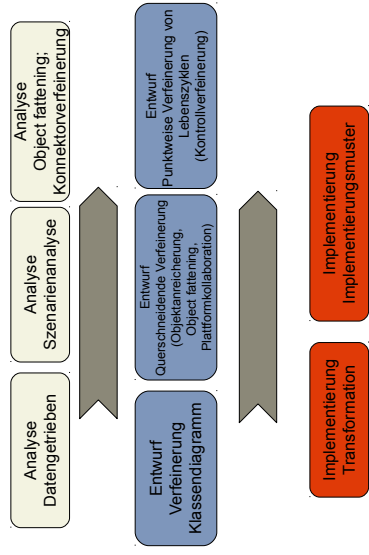 Analyse
Datengetrieben
Analyse
Szenarienanalyse
Analyse
Object fattening;
Konnektorverfeinerung
Entwurf
Verfeinerung
Klassendiagramm
Entwurf
Querschneidende Verfeinerung
(Objektanreicherung,
Object fattening,
Plattformkollaboration)
Entwurf
Punktweise Verfeinerung von
Lebenszyklen
(Kontrollverfeinerung)
Implementierung
Transformation
Implementierung
Implementierungsmuster